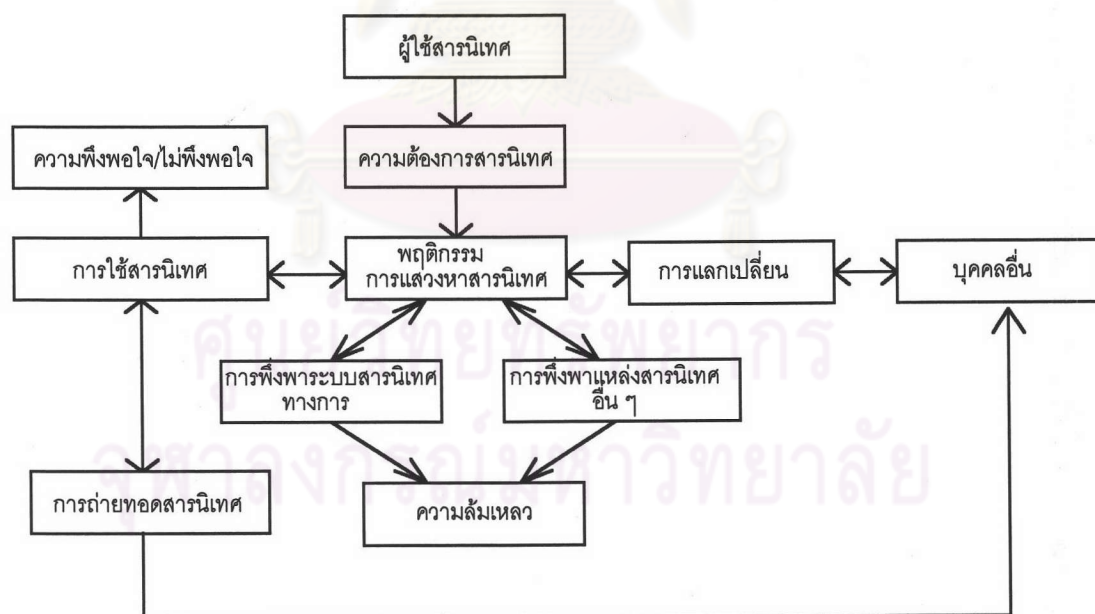 ผู้ใช้สารนิเทศ
ความพึงพอใจ/ไม่พึงพอใจ
ความต้องการสารนิเทศ
การใช้สารนิเทศ
พฤติกรรม
การแสวงหาสารนิเทศ
การแลกเปลี่ยน
บุคคลอื่น
ศูนย์วิทยทรัพยากร
การพึ่งพาระบบสารนิเทศ
ทางการ
การพึ่งพาแหล่งสารนิเทศ
อื่น ๆ
จุฬาลงกรณ์มหาวิทยาลัย
การถ่ายทอดสารนิเทศ
ความล้มเหลว